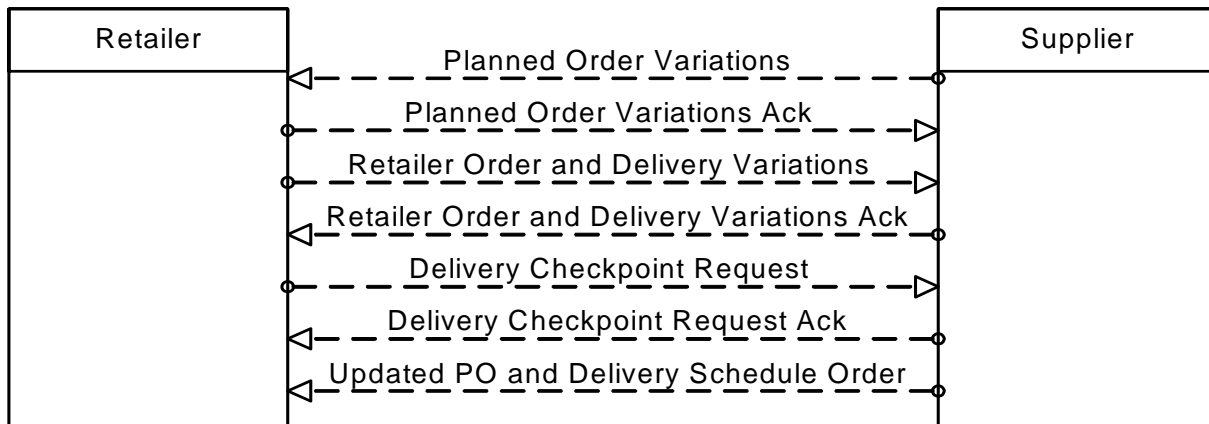 Retailer
Supplier
Planned Order Variations
Planned Order Variations Ack
Retailer Order and Delivery Variations
Retailer Order and Delivery Variations Ack
Delivery Checkpoint Request
Delivery Checkpoint Request Ack
Updated PO and Delivery Schedule Order